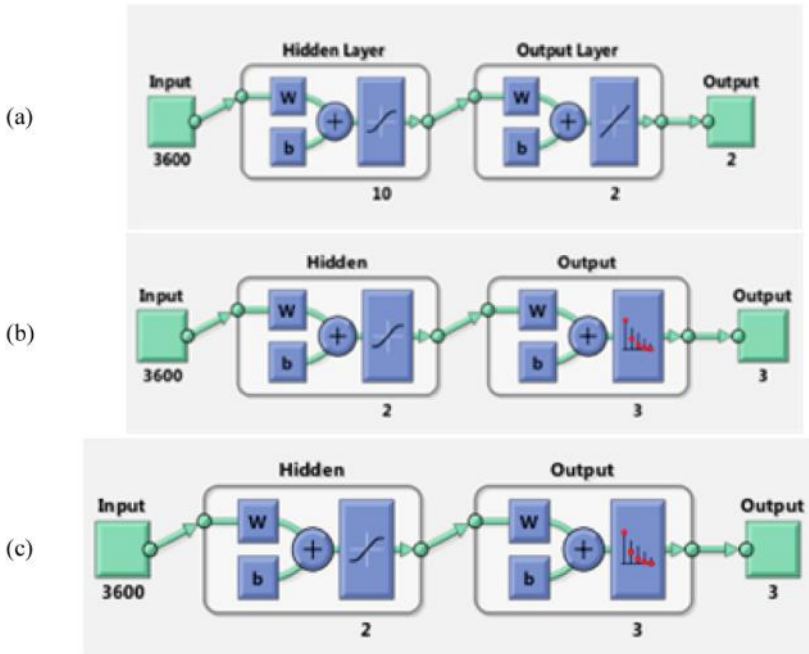 (a)
Hidden Layer Output Layer
Input Output
W W
b b
3600 2
10 2
(b)
Hidden Output
Input Output
W W
b b
3600 3
2 3
(c)
Hidden Output
Input Output
W W
b b
3600 3
2 3